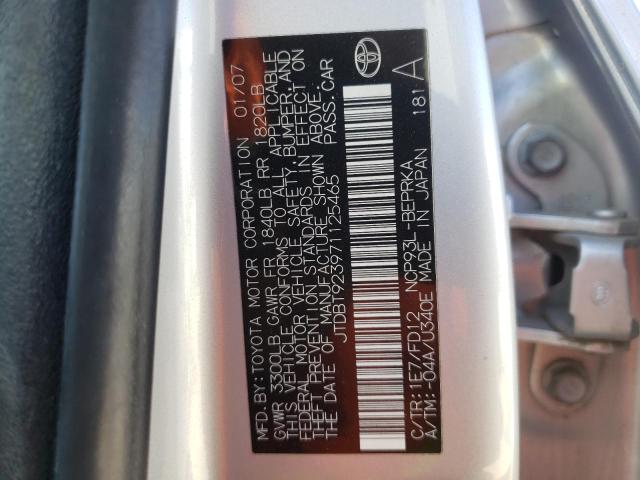 MFD. BY: TOYOTA MOTOR CORPORATION 01/07
GVWR 3300LB GAWR FR 1840LB RR 1820LB
THIS VEHICLE CONFORMS TO ALL APPLICABLE
FEDERAL MOTOR VEHICLE SAFETY, BUMPER, AND
THEFT PREVENTION STANDARDS IN EFFECT ON
THE DATE OF MANUFACTURE SHOWN ABOVE.
JTDBT923971125465 PASS. CAR
C/TR: 1E7/FD12 NCP93L-BEPRKA
A/TM: -04A/U340E MADE IN JAPAN 181 A